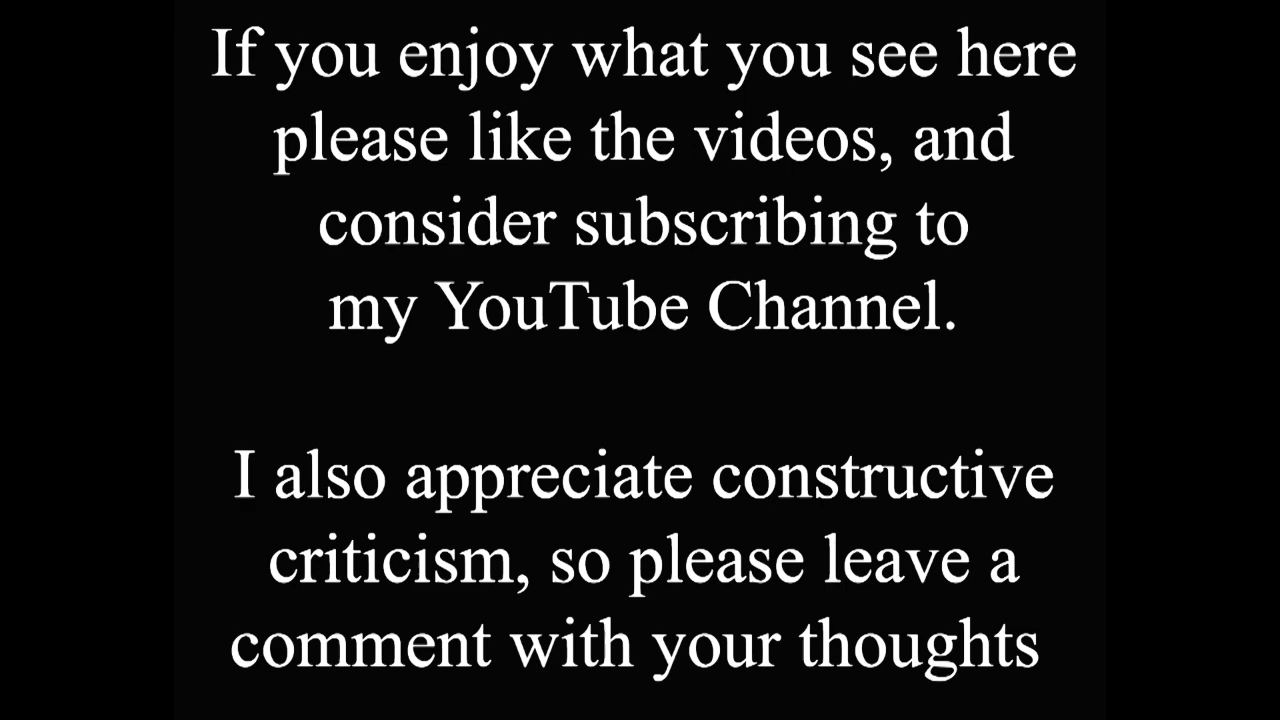 If you enjoy what you see here
please like the videos, and
consider subscribing to
my YouTube Channel.
I also appreciate constructive
criticism, so please leave a
comment with your thoughts